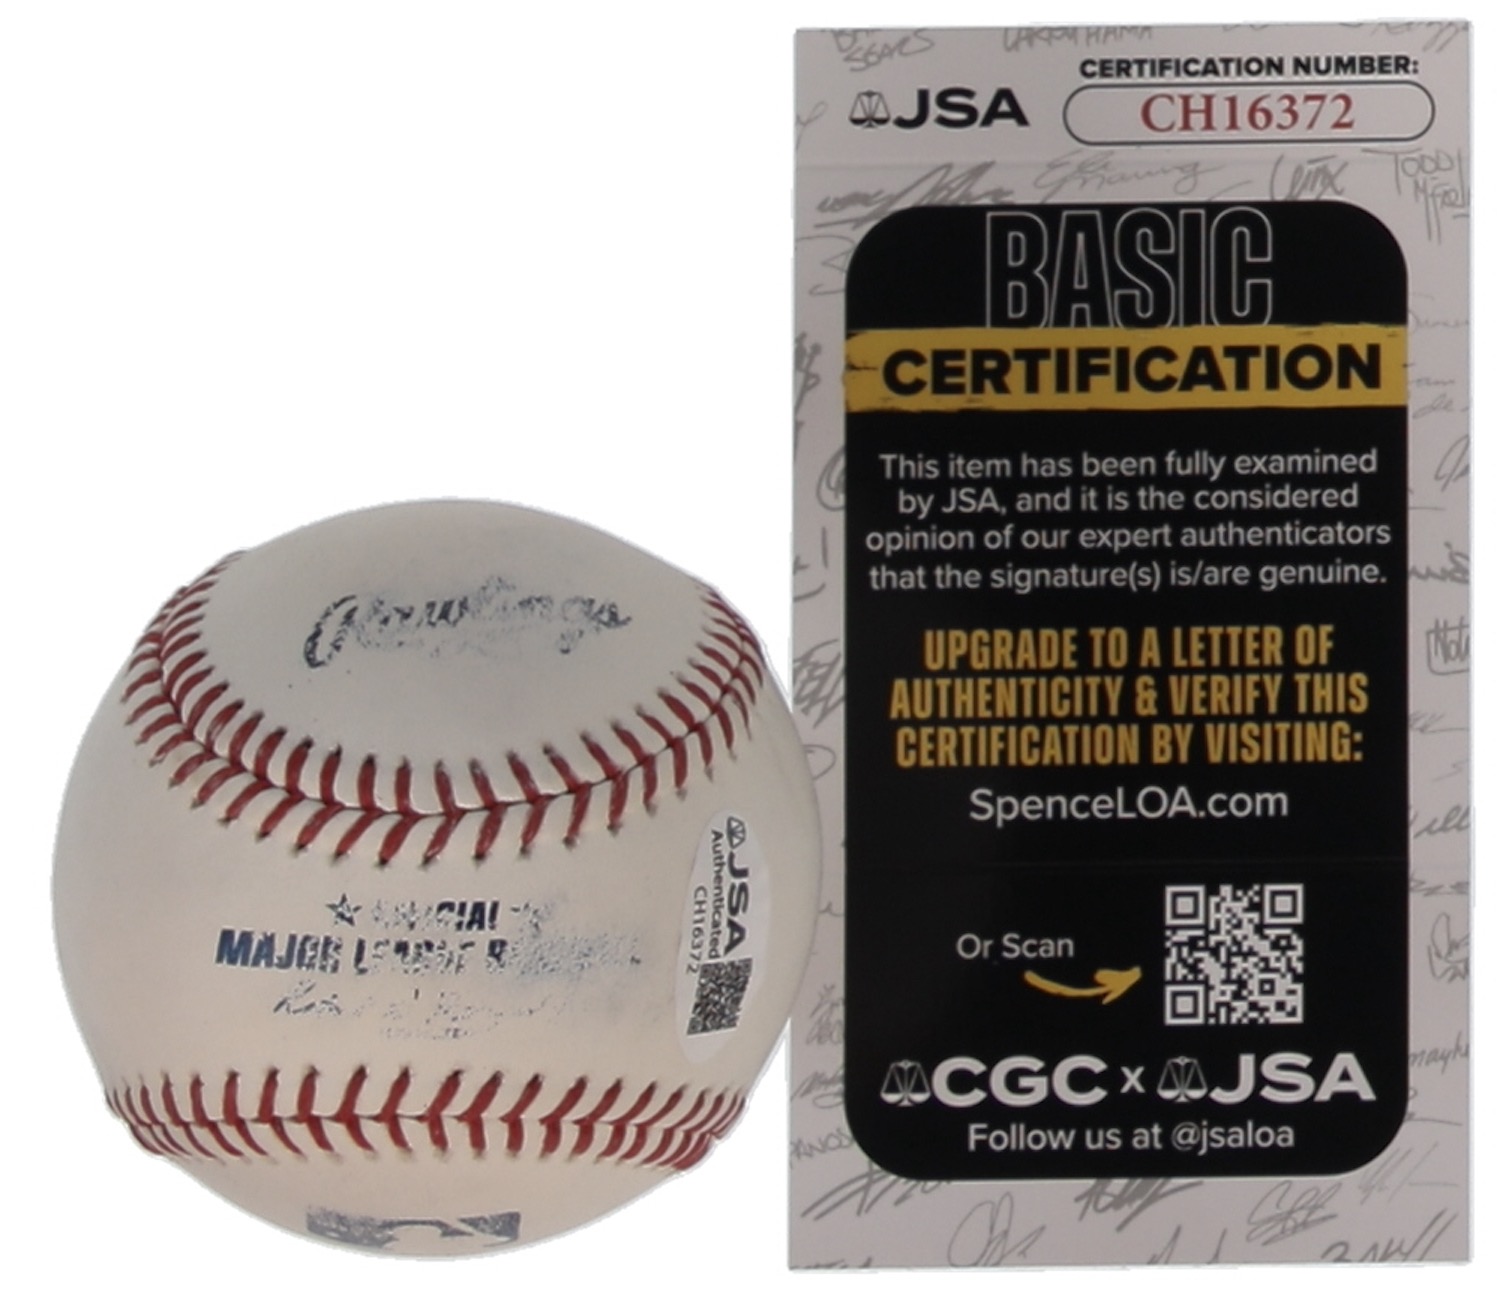 Rawlings
MAJOR LEAGUE
JSA
Authenticated
CH16372
JSA
CERTIFICATION NUMBER:
CH16372
BASIC
CERTIFICATION
This item has been fully examined
by JSA, and it is the considered
opinion of our expert authenticators
that the signature(s) is/are genuine.
UPGRADE TO A LETTER OF
AUTHENTICITY & VERIFY THIS
CERTIFICATION BY VISITING:
SpenceLOA.com
Or Scan
CGC x JSA
Follow us at @jsaloa